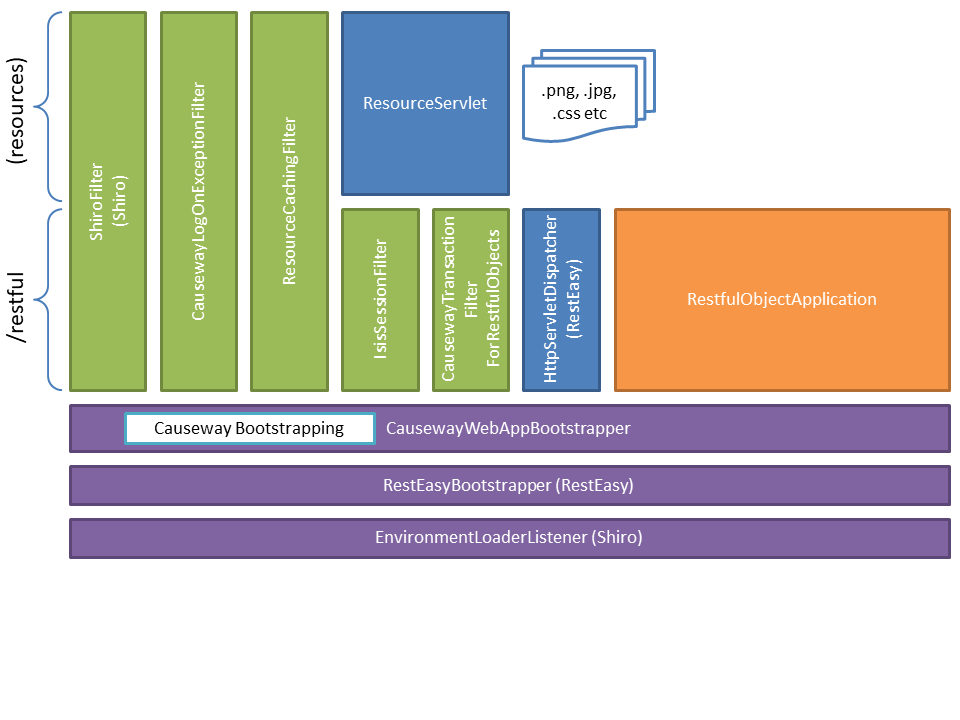 (resources)
/restful
ShiroFilter
(Shiro)
CausewayLogOnExceptionFilter
ResourceCachingFilter
ResourceServlet
.png, .jpg,
.css etc
IsisSessionFilter
CausewayTransaction
Filter
ForRestfulObjects
HttpServletDispatcher
(RestEasy)
RestfulObjectApplication
Causeway Bootstrapping
CausewayWebAppBootstrapper
RestEasyBootstrapper (RestEasy)
EnvironmentLoaderListener (Shiro)